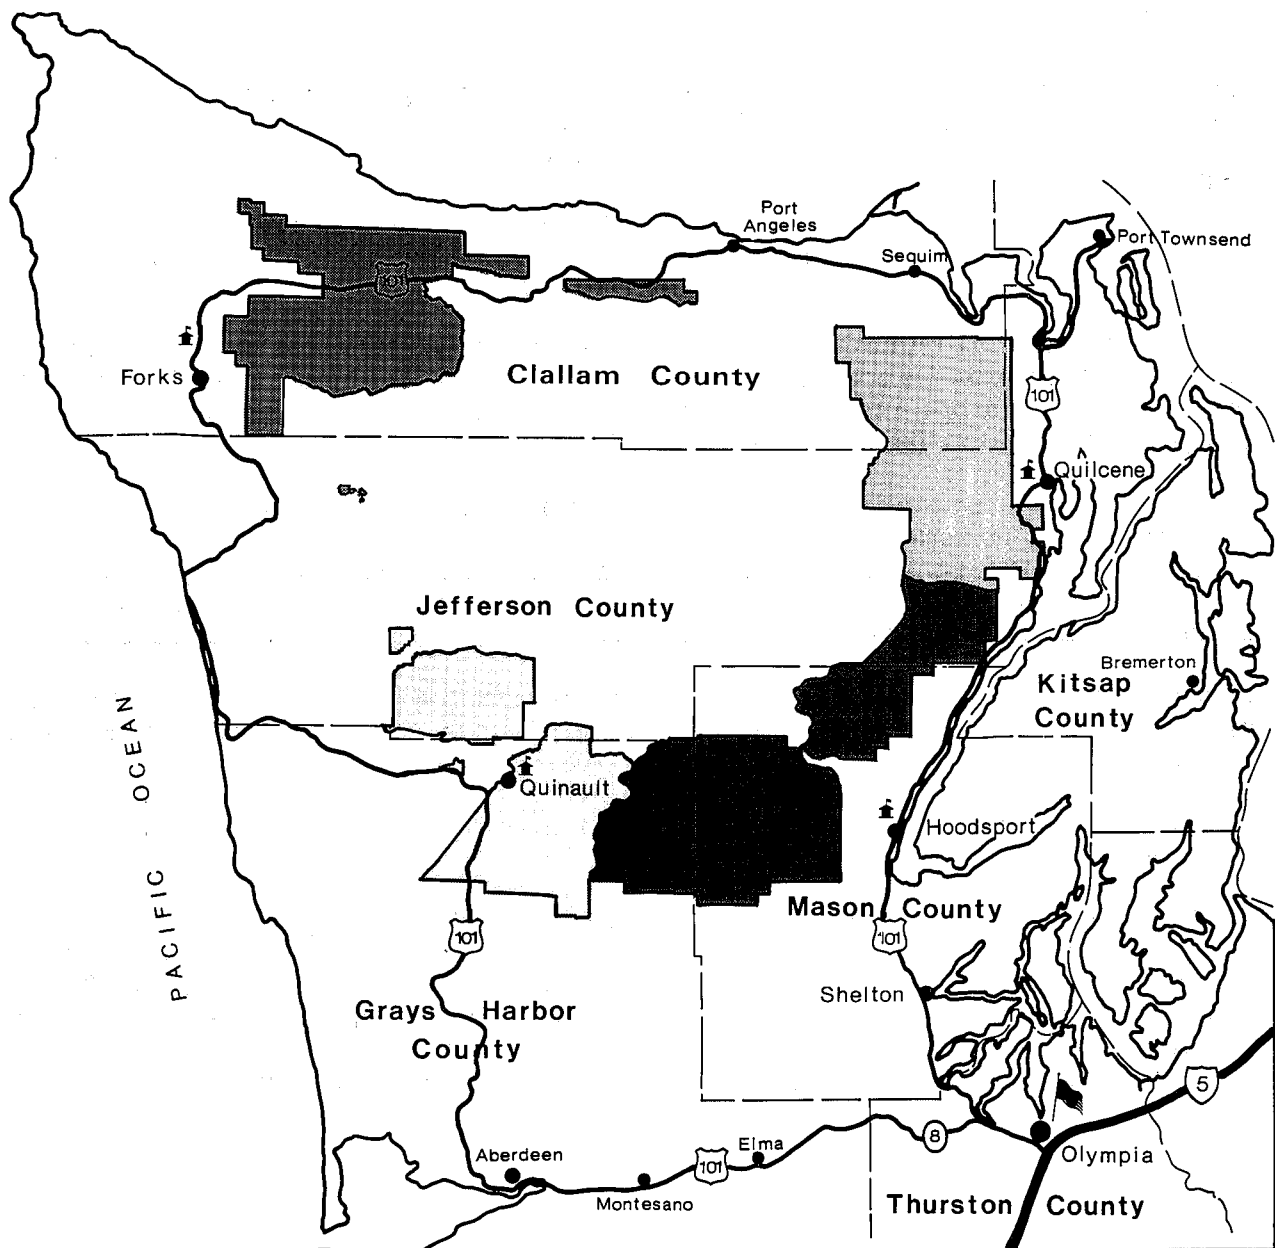 Port
Angeles
Port Townsend
Sequim
101
Forks
Clallam County
101
Quilcene
Jefferson County
Bremerton
Kitsap
County
PACIFIC OCEAN
Quinault
Hoodsport
Mason County
101
101
Shelton
Grays Harbor
County
5
8
Elma
Aberdeen
101
Olympia
Montesano
Thurston County